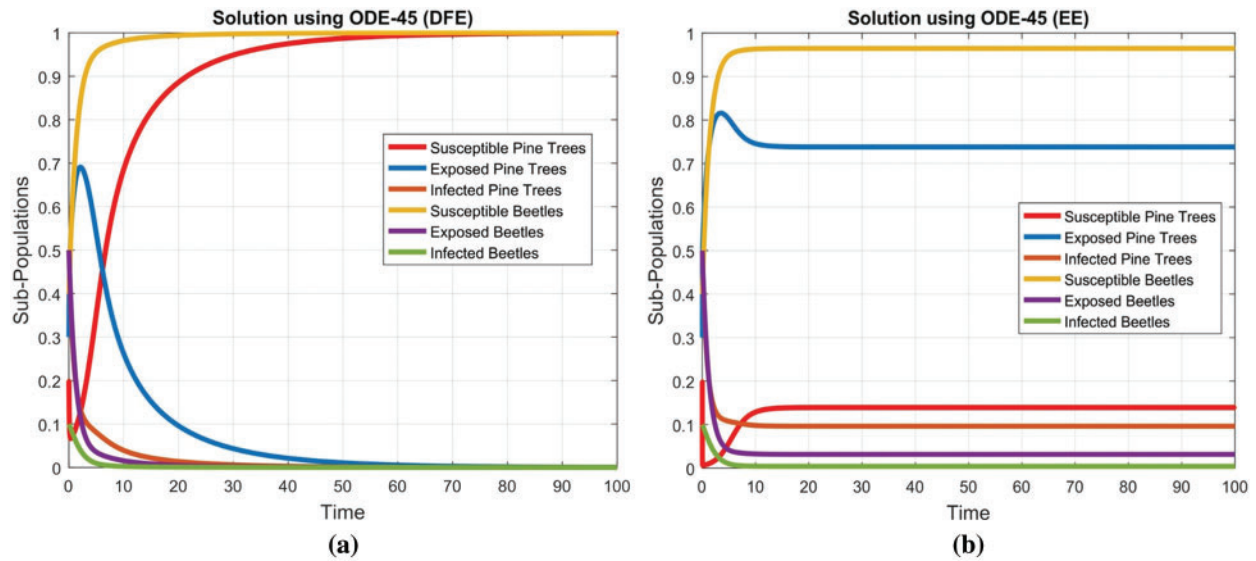 Solution using ODE-45 (DFE)
1
0.9
0.8
0.7
0.6
0.5
0.4
0.3
0.2
0.1
0
Sub-Populations
Susceptible Pine Trees
Exposed Pine Trees
Infected Pine Trees
Susceptible Beetles
Exposed Beetles
Infected Beetles
0 10 20 30 40 50 60 70 80 90 100
Time
(a)
Solution using ODE-45 (EE)
1
0.9
0.8
0.7
0.6
0.5
0.4
0.3
0.2
0.1
0
Sub-Populations
Susceptible Pine Trees
Exposed Pine Trees
Infected Pine Trees
Susceptible Beetles
Exposed Beetles
Infected Beetles
0 10 20 30 40 50 60 70 80 90 100
Time
(b)